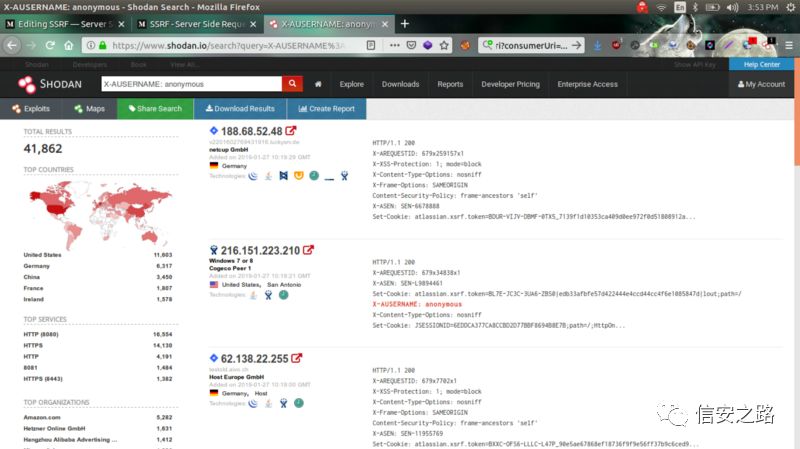 X-AUSERNAME: anonymous - Shodan Search - Mozilla Firefox
En
3:53 PM
Editing SSRF — Server S
SSRF - Server Side Reque
X-AUSERNAME: anonym
https://www.shodan.io/search?query=X-AUSERNAME%3A
ri?consumerUri=...
Shodan
Developers
Book
View All...
Show API Key
Help Center
SHODAN
X-AUSERNAME: anonymous
Explore
Downloads
Reports
Developer Pricing
Enterprise Access
My Account
Exploits
Maps
Share Search
Download Results
Create Report
TOTAL RESULTS
41,862
TOP COUNTRIES
United States 11,603
Germany 6,317
China 3,450
France 1,807
Ireland 1,578
TOP SERVICES
HTTP (8080) 16,554
HTTPS 14,130
HTTP 4,191
8081 1,484
HTTPS (8443) 1,382
TOP ORGANIZATIONS
Amazon.com 5,282
Hetzner Online GmbH 1,631
Hangzhou Alibaba Advertising ... 1,412
188.68.52.48
netcup GmbH
Added on 2019-01-27 10:19:29 GMT
Germany
Technologies:
HTTP/1.1 200
X-AREQUESTID: 679x259157x1
X-XSS-Protection: 1; mode=block
X-Content-Type-Options: nosniff
X-Frame-Options: SAMEORIGIN
Content-Security-Policy: frame-ancestors 'self'
X-ASEN: SEN-6678888
Set-Cookie: atlassian.xsrf.token=BDUR-VIJV-DBMF-0TXS_7139f1d10353ca409d0ee972f0d51808912a...
216.151.223.210
Windows 7 or 8
Cogeco Peer 1
Added on 2019-01-27 10:19:21 GMT
United States, San Antonio
Technologies:
HTTP/1.1 200
X-AREQUESTID: 679x34838x1
X-ASEN: SEN-L9894461
Set-Cookie: atlassian.xsrf.token=BL7E-JC3C-3UA6-ZBS0|edb33afbfe57d422444e4ccd44cc4f6e1085847d|lout;path=/
X-AUSERNAME: anonymous
X-Content-Type-Options: nosniff
Set-Cookie: JSESSIONID=6EDDCA377CA8CCBD2D77BBF8694B8E7B;path=/;HttpOn...
62.138.22.255
Host Europe GmbH
Added on 2019-01-27 10:19:00 GMT
Germany, Host
Technologies:
HTTP/1.1 200
X-AREQUESTID: 679x7702x1
X-XSS-Protection: 1; mode=block
X-Content-Type-Options: nosniff
X-Frame-Options: SAMEORIGIN
Content-Security-Policy: frame-ancestors 'self'
X-ASEN: SEN-11955769
Set-Cookie: atlassian.xsrf.token=BXXC-OFS6-LLLC-L47P_90e5ae67868ef18736f9f9e56ff37b9c6ced9...
信安之路